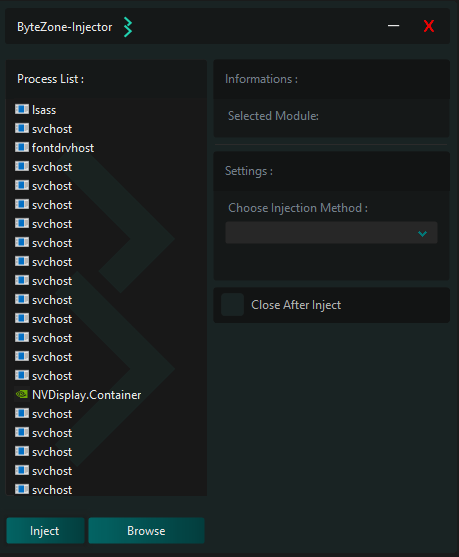 ByteZone-Injector
X
Process List :
lsass
svchost
fontdrvhost
svchost
svchost
svchost
svchost
svchost
svchost
svchost
svchost
svchost
svchost
svchost
svchost
NVDisplay.Container
svchost
svchost
svchost
svchost
svchost
Informations :
Selected Module:
Settings :
Choose Injection Method :
Close After Inject
Inject
Browse